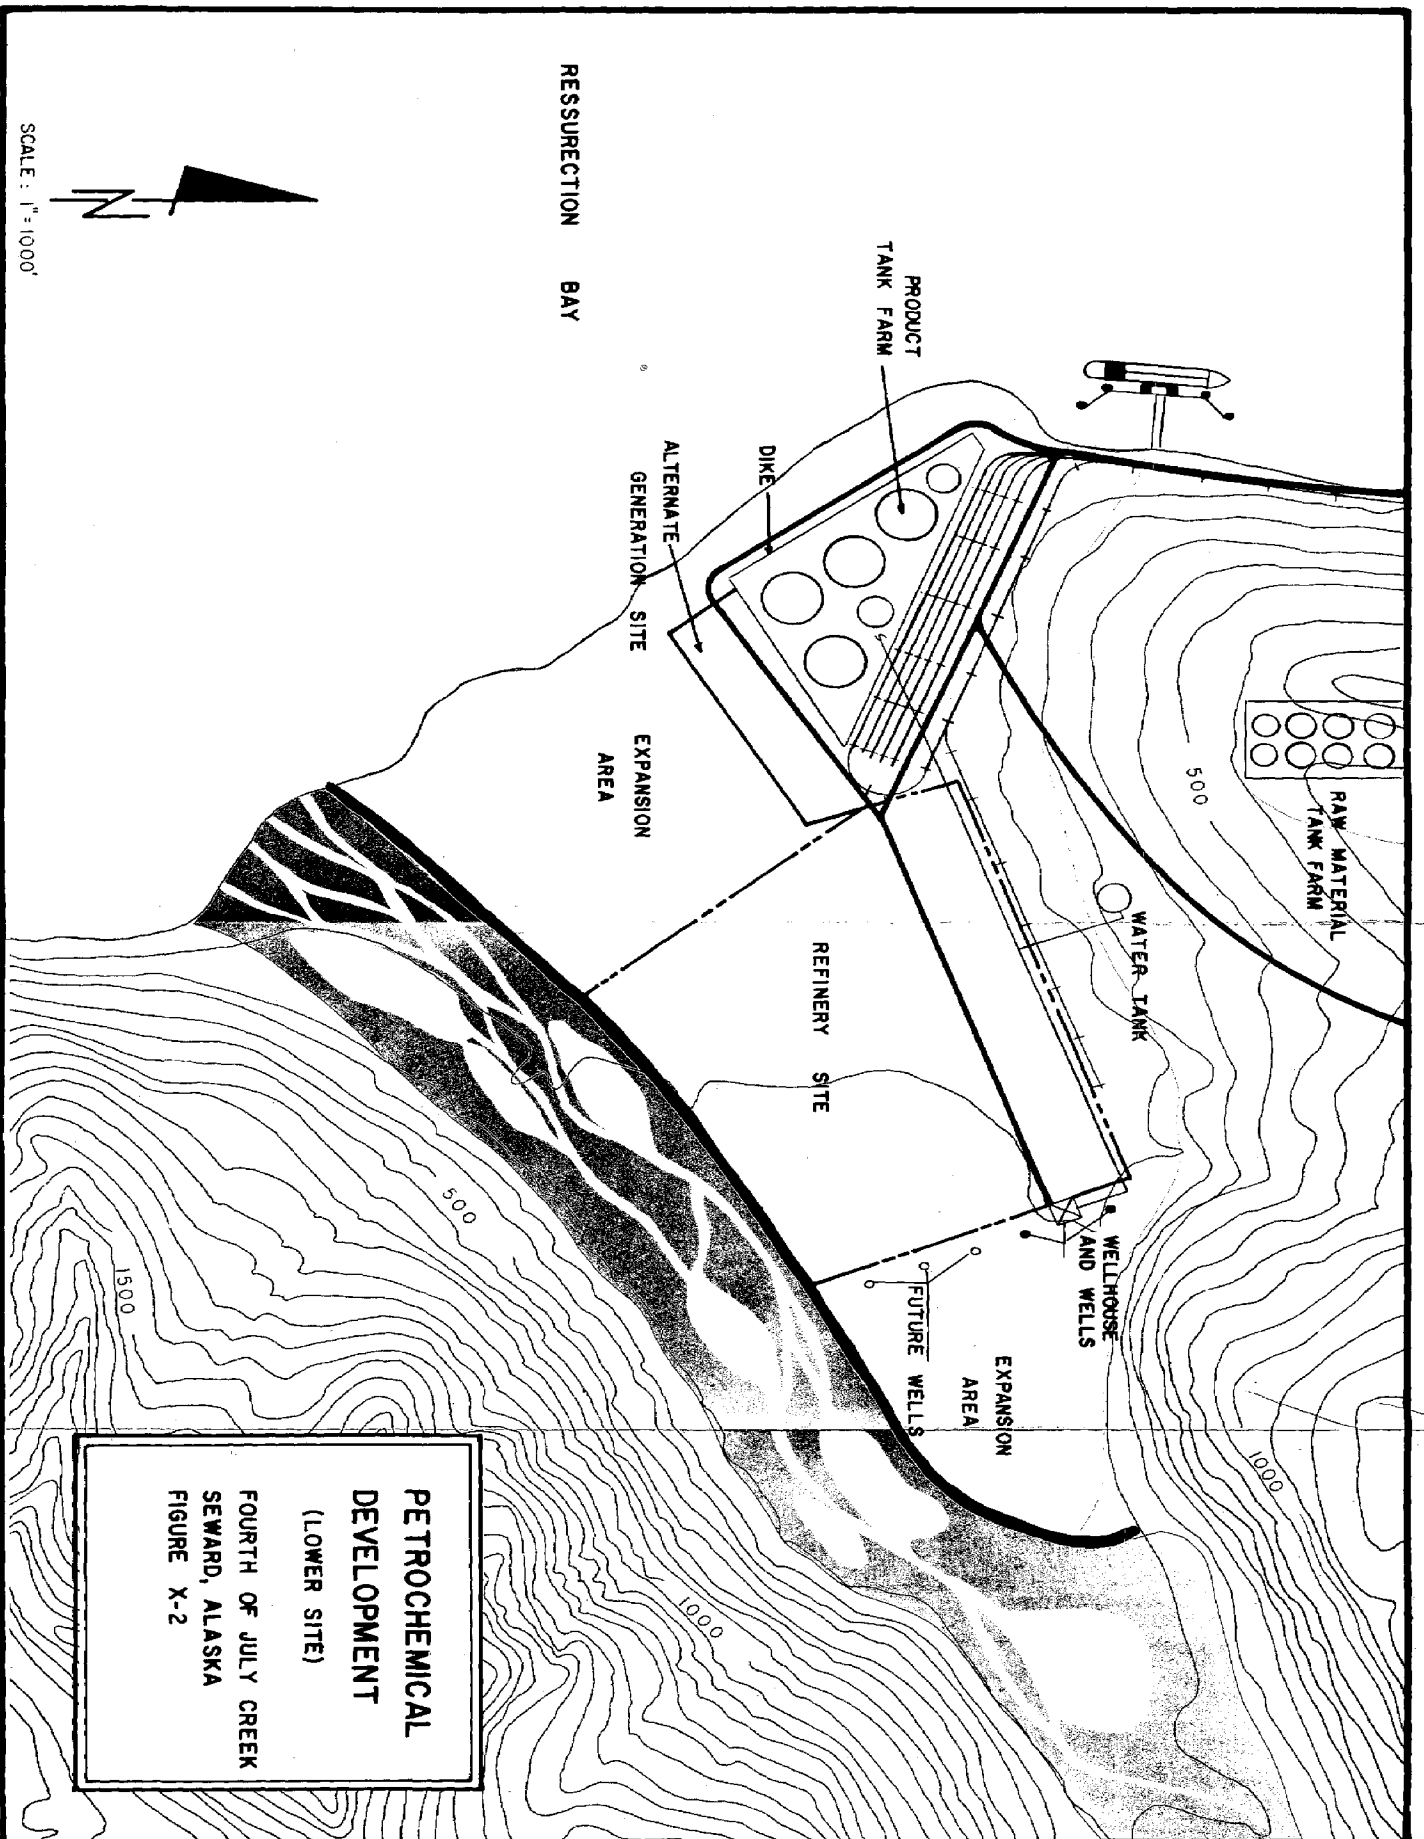 RAW MATERIAL
TANK FARM
500
WATER TANK
1000
PRODUCT
TANK FARM
WELLHOUSE
AND WELLS
EXPANSION
AREA
FUTURE WELLS
REFINERY SITE
DIKE
ALTERNATE
GENERATION SITE
EXPANSION
AREA
RESSURECTION BAY
500
1000
1500
N
SCALE: 1"=1000'
PETROCHEMICAL
DEVELOPMENT
(LOWER SITE)
FOURTH OF JULY CREEK
SEWARD, ALASKA
FIGURE X-2